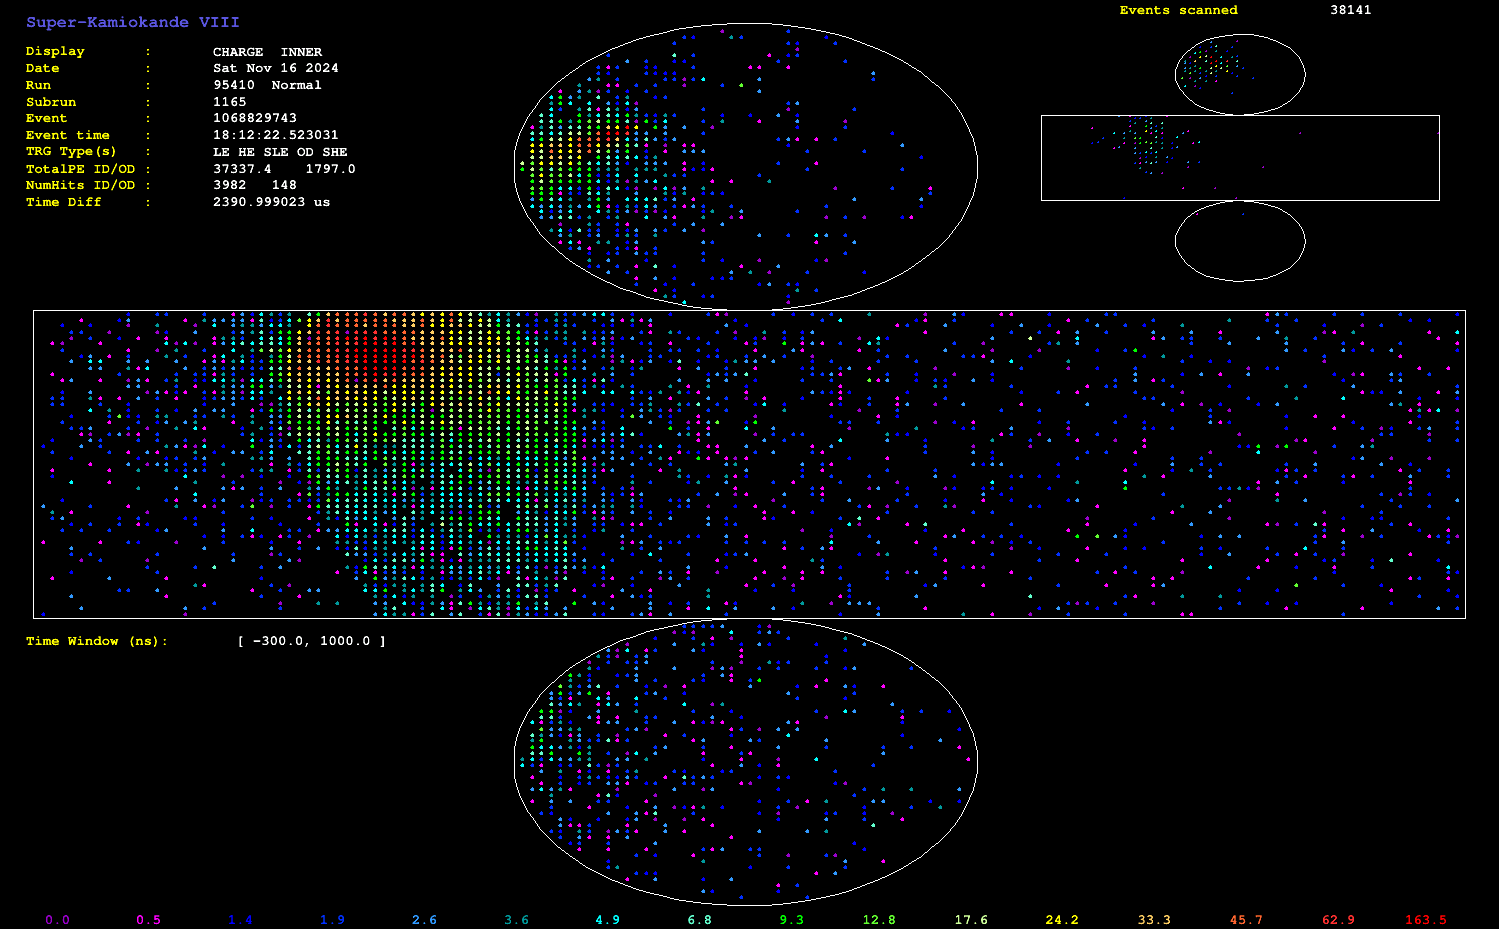 Super-Kamiokande VIII
Events scanned 38141
Display : CHARGE INNER
Date : Sat Nov 16 2024
Run : 95410 Normal
Subrun : 1165
Event : 1068829743
Event time : 18:12:22.523031
TRG Type(s) : LE HE SLE OD SHE
TotalPE ID/OD : 37337.4 1797.0
NumHits ID/OD : 3982 148
Time Diff : 2390.999023 us
Time Window (ns): [ -300.0, 1000.0 ]
0.0 0.5 1.4 1.9 2.6 3.6 4.9 6.8 9.3 12.8 17.6 24.2 33.3 45.7 62.9 163.5